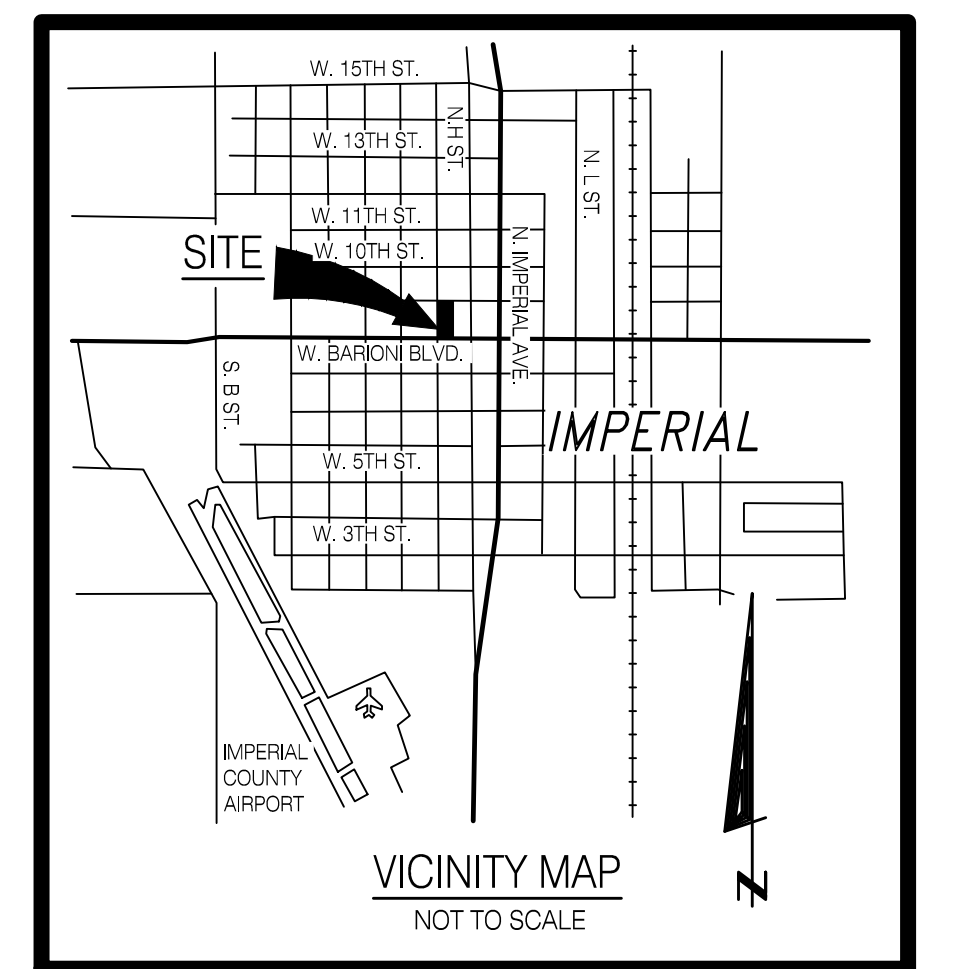 W. 15TH ST.
N.H ST.
W. 13TH ST.
N. L ST.
W. 11TH ST.
SITE
W. 10TH ST.
N. IMPERIAL AVE.
W. BARIONI BLVD.
S. B ST.
IMPERIAL
W. 5TH ST.
W. 3TH ST.
IMPERIAL
COUNTY
AIRPORT
VICINITY MAP
N
NOT TO SCALE